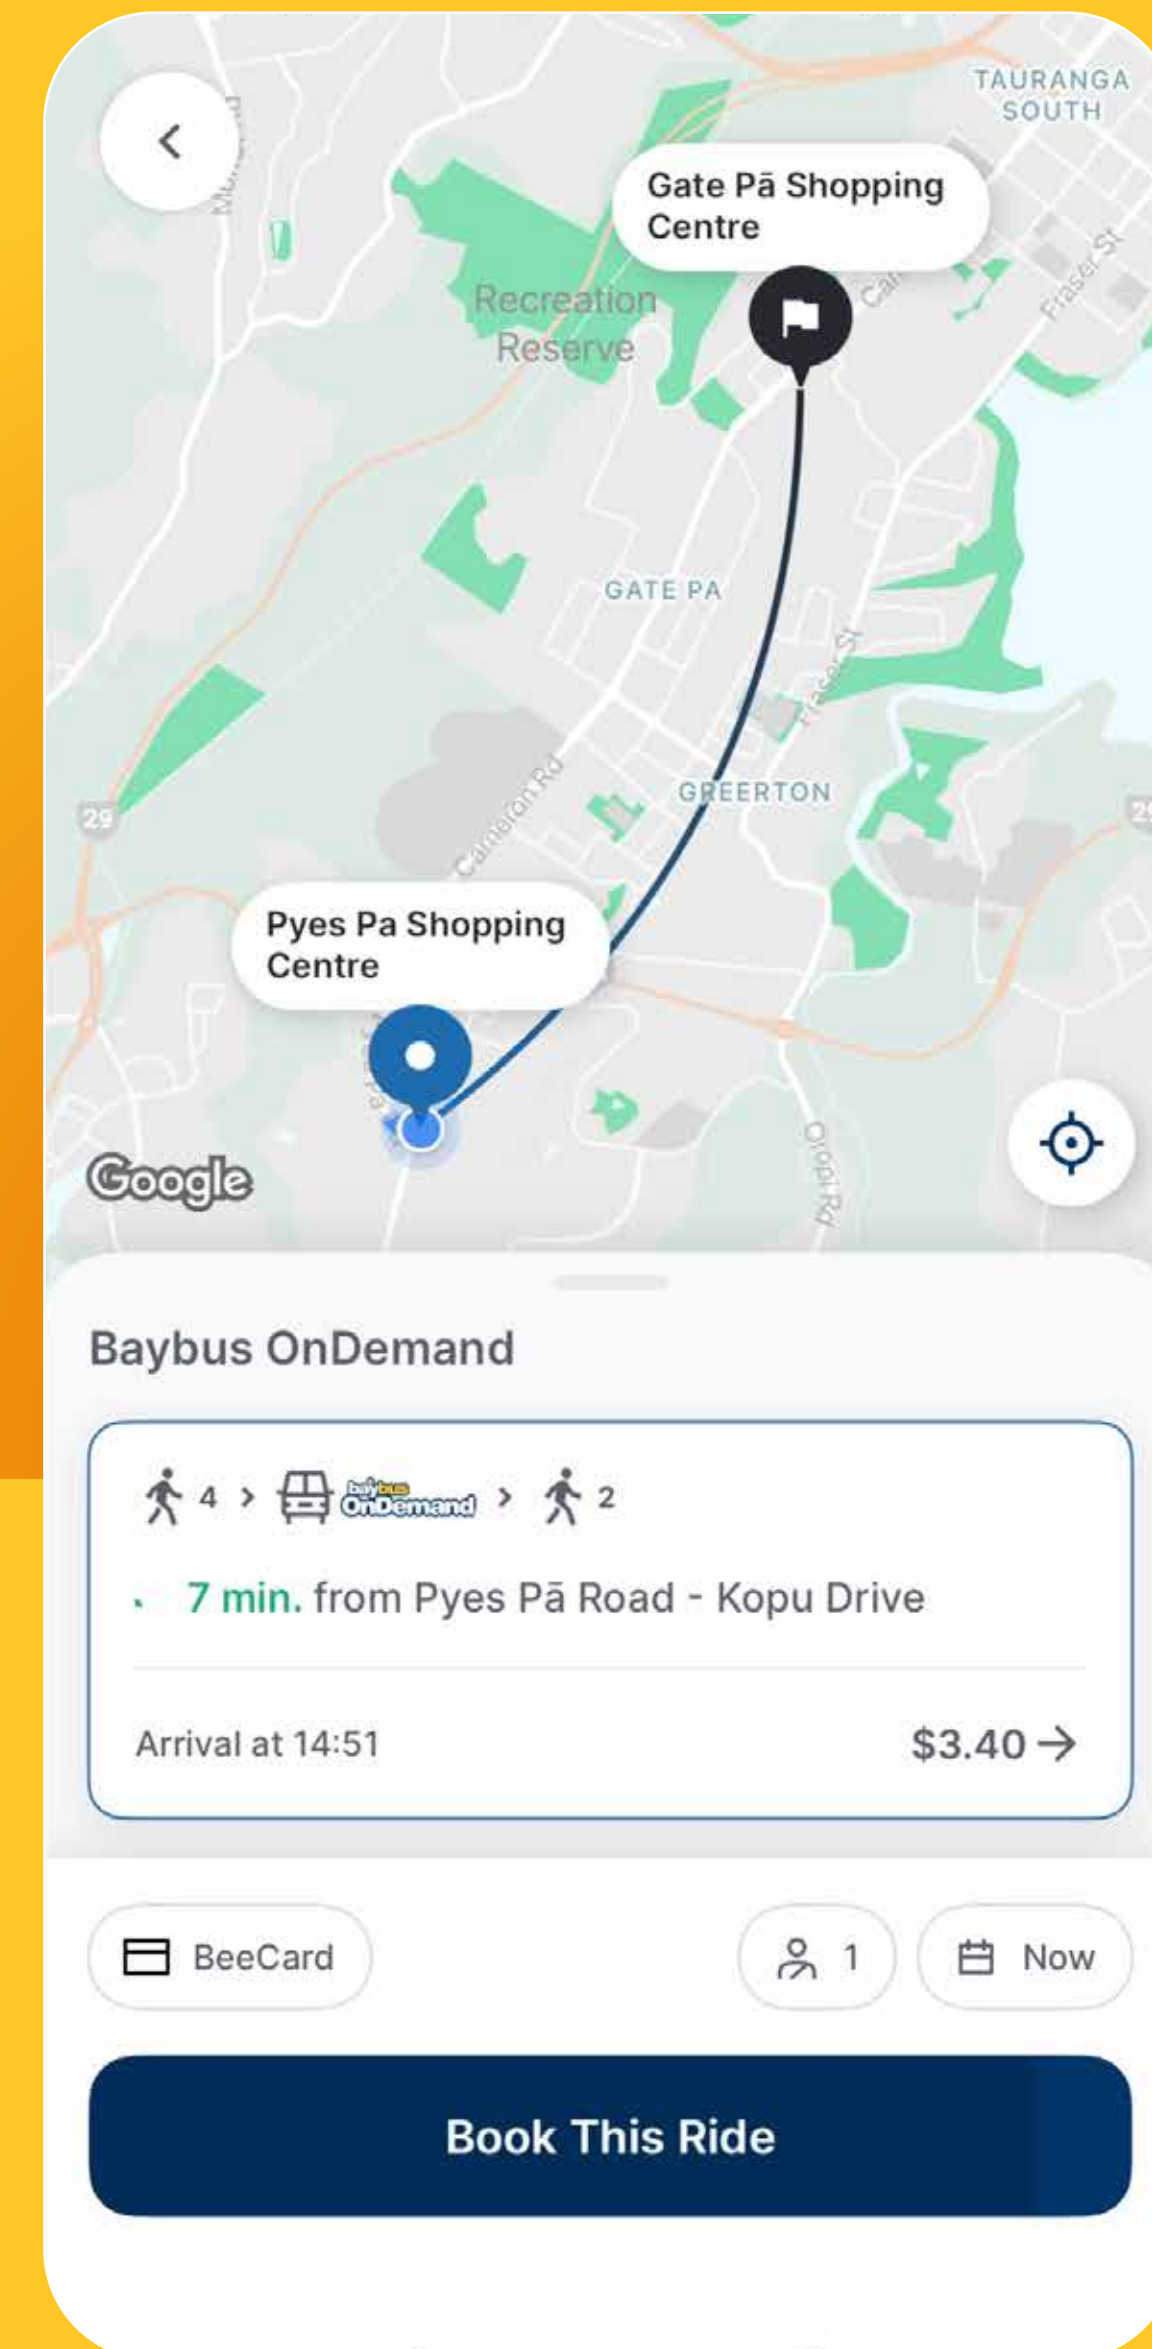 TAURANGA
SOUTH
Gate Pā Shopping
Centre
Fraser St
Recreation
Reserve
GATE PA
Fraser St
GREERTON
29
Cameron Rd
Pyes Pa Shopping
Centre
Oropi Rd
Google
Baybus OnDemand
4 > baybus OnDemand > 2
7 min. from Pyes Pā Road - Kopu Drive
Arrival at 14:51 $3.40 →
BeeCard 1 Now
Book This Ride